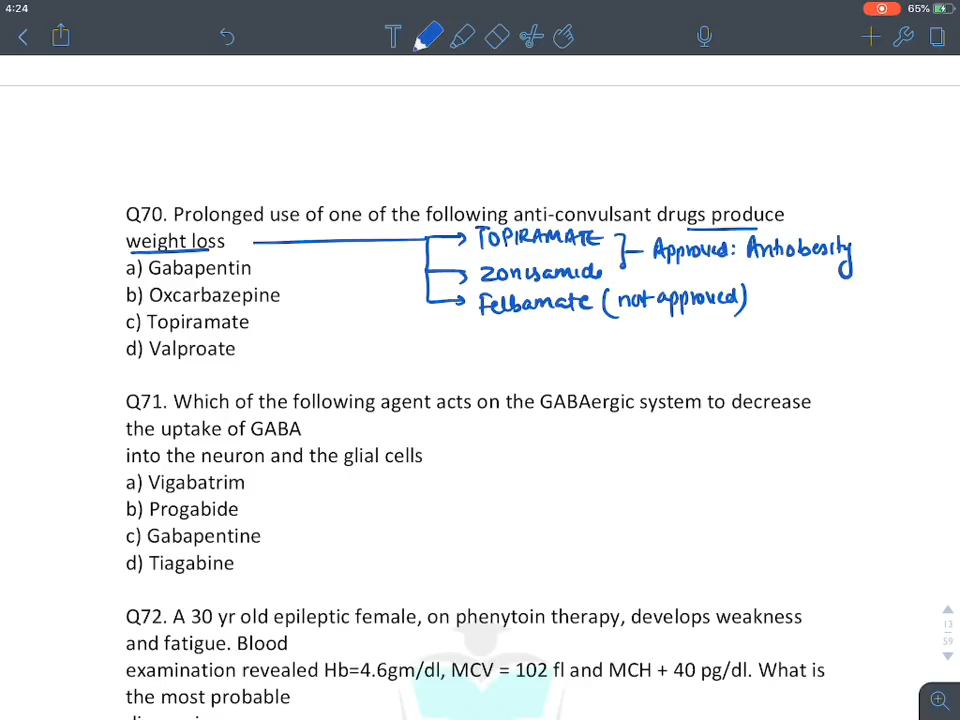 4:24
65%
T
Q70. Prolonged use of one of the following anti-convulsant drugs produce
weight loss
TOPIRAMATE
Zonisamide
Felbamate (not approved)
Approved: Antiobesity
a) Gabapentin
b) Oxcarbazepine
c) Topiramate
d) Valproate
Q71. Which of the following agent acts on the GABAergic system to decrease
the uptake of GABA
into the neuron and the glial cells
a) Vigabatrim
b) Progabide
c) Gabapentine
d) Tiagabine
Q72. A 30 yr old epileptic female, on phenytoin therapy, develops weakness
and fatigue. Blood
examination revealed Hb=4.6gm/dl, MCV = 102 fl and MCH + 40 pg/dl. What is
the most probable
13
59